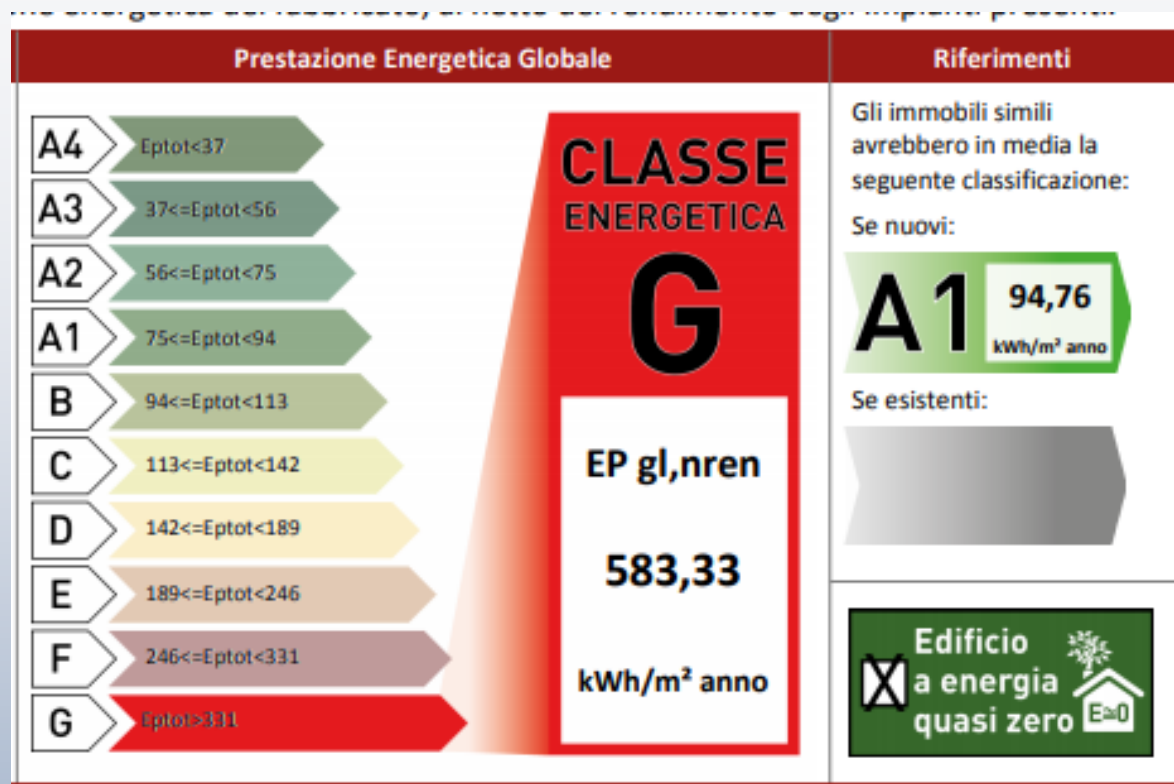 Prestazione Energetica Globale
Riferimenti
A4 Eptot<37
A3 37<=Eptot<56
A2 56<=Eptot<75
A1 75<=Eptot<94
B 94<=Eptot<113
C 113<=Eptot<142
D 142<=Eptot<189
E 189<=Eptot<246
F 246<=Eptot<331
G Eptot>331
CLASSE
ENERGETICA
G
EP gl,nren
583,33
kWh/m² anno
Gli immobili simili
avrebbero in media la
seguente classificazione:
Se nuovi:
A1 94,76
kWh/m² anno
Se esistenti:
X
Edificio
a energia
quasi zero
E≃0